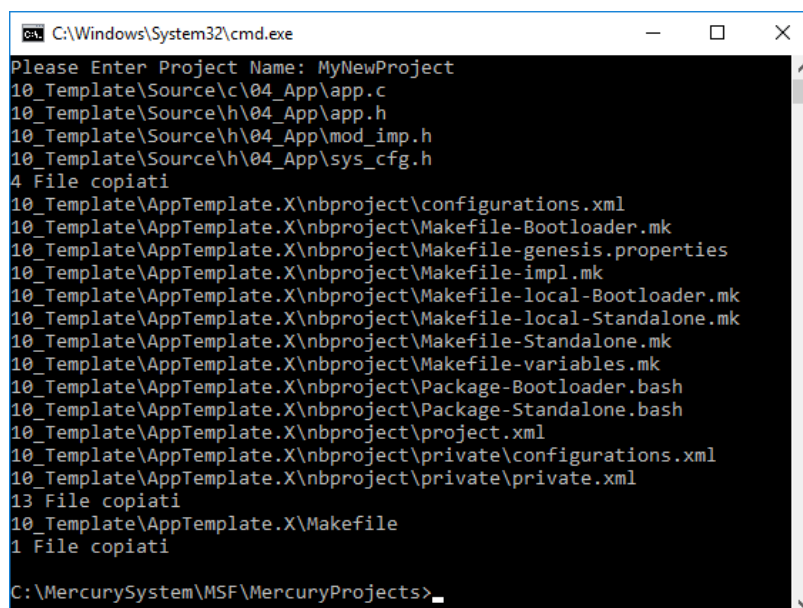 C:\Windows\System32\cmd.exe
Please Enter Project Name: MyNewProject
10_Template\Source\c\04_App\app.c
10_Template\Source\h\04_App\app.h
10_Template\Source\h\04_App\mod_imp.h
10_Template\Source\h\04_App\sys_cfg.h
4 File copiati
10_Template\AppTemplate.X\nbproject\configurations.xml
10_Template\AppTemplate.X\nbproject\Makefile-Bootloader.mk
10_Template\AppTemplate.X\nbproject\Makefile-genesis.properties
10_Template\AppTemplate.X\nbproject\Makefile-impl.mk
10_Template\AppTemplate.X\nbproject\Makefile-local-Bootloader.mk
10_Template\AppTemplate.X\nbproject\Makefile-local-Standalone.mk
10_Template\AppTemplate.X\nbproject\Makefile-Standalone.mk
10_Template\AppTemplate.X\nbproject\Makefile-variables.mk
10_Template\AppTemplate.X\nbproject\Package-Bootloader.bash
10_Template\AppTemplate.X\nbproject\Package-Standalone.bash
10_Template\AppTemplate.X\nbproject\project.xml
10_Template\AppTemplate.X\nbproject\private\configurations.xml
10_Template\AppTemplate.X\nbproject\private\private.xml
13 File copiati
10_Template\AppTemplate.X\Makefile
1 File copiati
C:\MercurySystem\MSF\MercuryProjects>